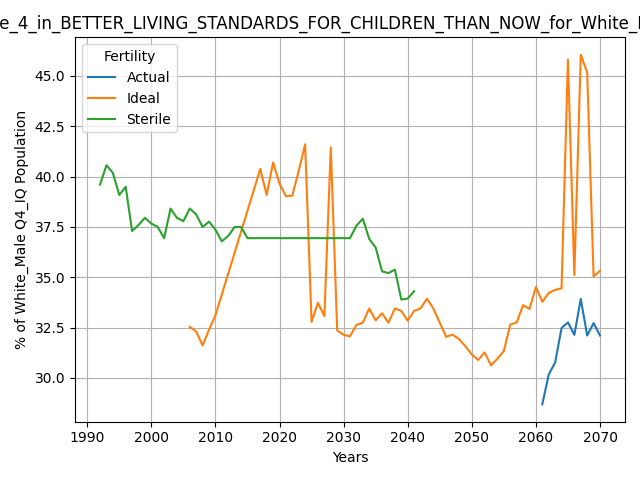 e_4_in_BETTER_LIVING_STANDARDS_FOR_CHILDREN_THAN_NOW_for_White_
Fertility
Actual
Ideal
Sterile
% of White_Male Q4_IQ Population
45.0
42.5
40.0
37.5
35.0
32.5
30.0
1990 2000 2010 2020 2030 2040 2050 2060 2070
Years